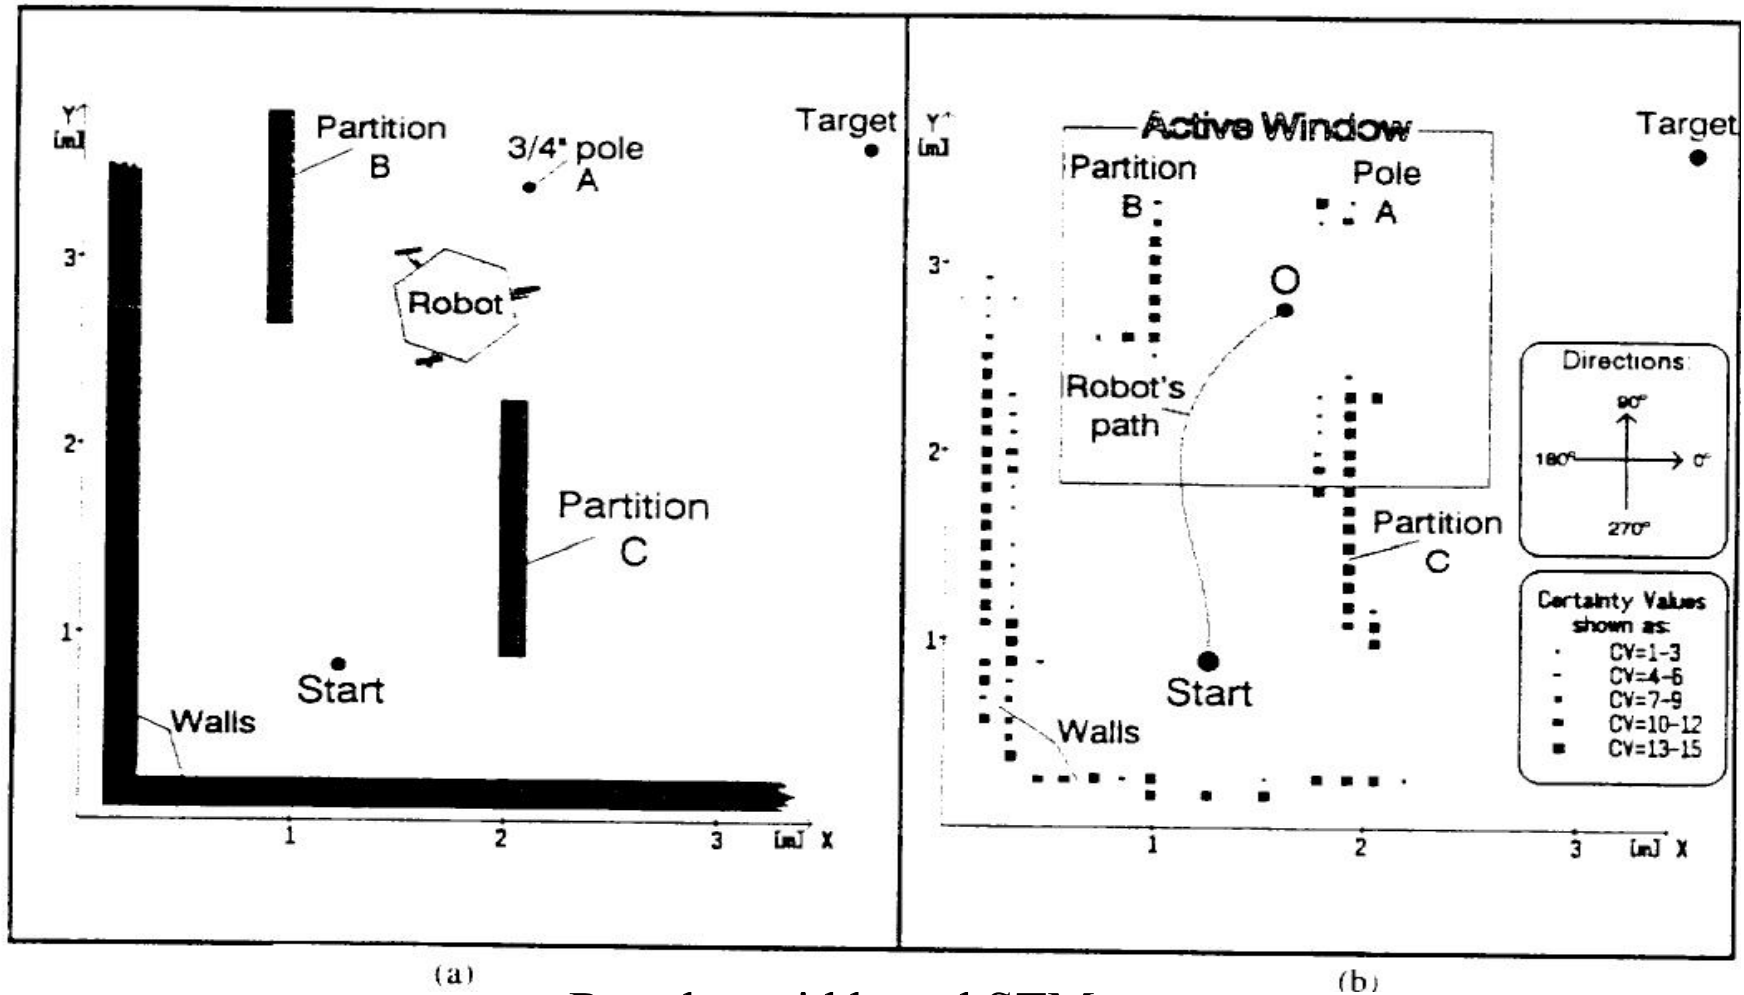 Y
[m]
Partition
B
3/4" pole
A
Target
3
Robot
2
Partition
C
1
Start
Walls
1
2
3
[m] X
(a)
Y
[m]
Active Window
Target
Partition
B
Pole
A
3
O
Robot's
path
2
Partition
C
1
Start
Walls
1
2
3
[m] X
Directions:
90°
180°
0°
270°
Certainty Values
shown as:
CV=1-3
CV=4-6
CV=7-9
CV=10-12
CV=13-15
(b)